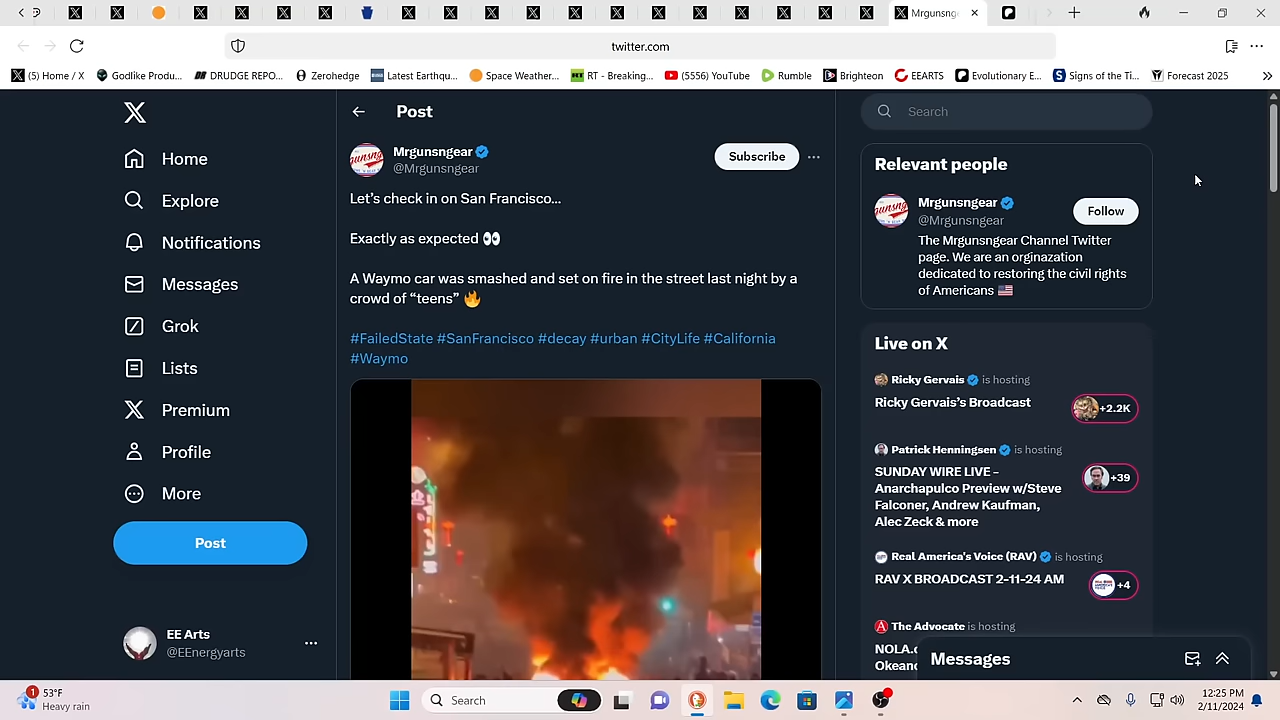 Mrgunsng
twitter.com
(5) Home / X
Godlike Produ...
DRUDGE REPO...
Zerohedge
Latest Earthqu...
Space Weather...
RT - Breaking...
(5556) YouTube
Rumble
Brighteon
EEARTS
Evolutionary E...
Signs of the Ti...
Forecast 2025
Home
Explore
Notifications
Messages
Grok
Lists
Premium
Profile
More
Post
EE Arts
@EEnergyarts
Post
Mrgunsngear
@Mrgunsngear
Subscribe
Let’s check in on San Francisco...
Exactly as expected 👀
A Waymo car was smashed and set on fire in the street last night by a
crowd of “teens” 🔥
#FailedState #SanFrancisco #decay #urban #CityLife #California
#Waymo
Search
Relevant people
Mrgunsngear
@Mrgunsngear
Follow
The Mrgunsngear Channel Twitter
page. We are an orginazation
dedicated to restoring the civil rights
of Americans 🇺🇸
Live on X
Ricky Gervais is hosting
Ricky Gervais’s Broadcast
+2.2K
Patrick Henningsen is hosting
SUNDAY WIRE LIVE –
Anarchapulco Preview w/Steve
Falconer, Andrew Kaufman,
Alec Zeck & more
+39
Real America's Voice (RAV) is hosting
RAV X BROADCAST 2-11-24 AM
+4
The Advocate is hosting
NOLA.c
Okeano
Messages
1
53°F
Heavy rain
Search
12:25 PM
2/11/2024